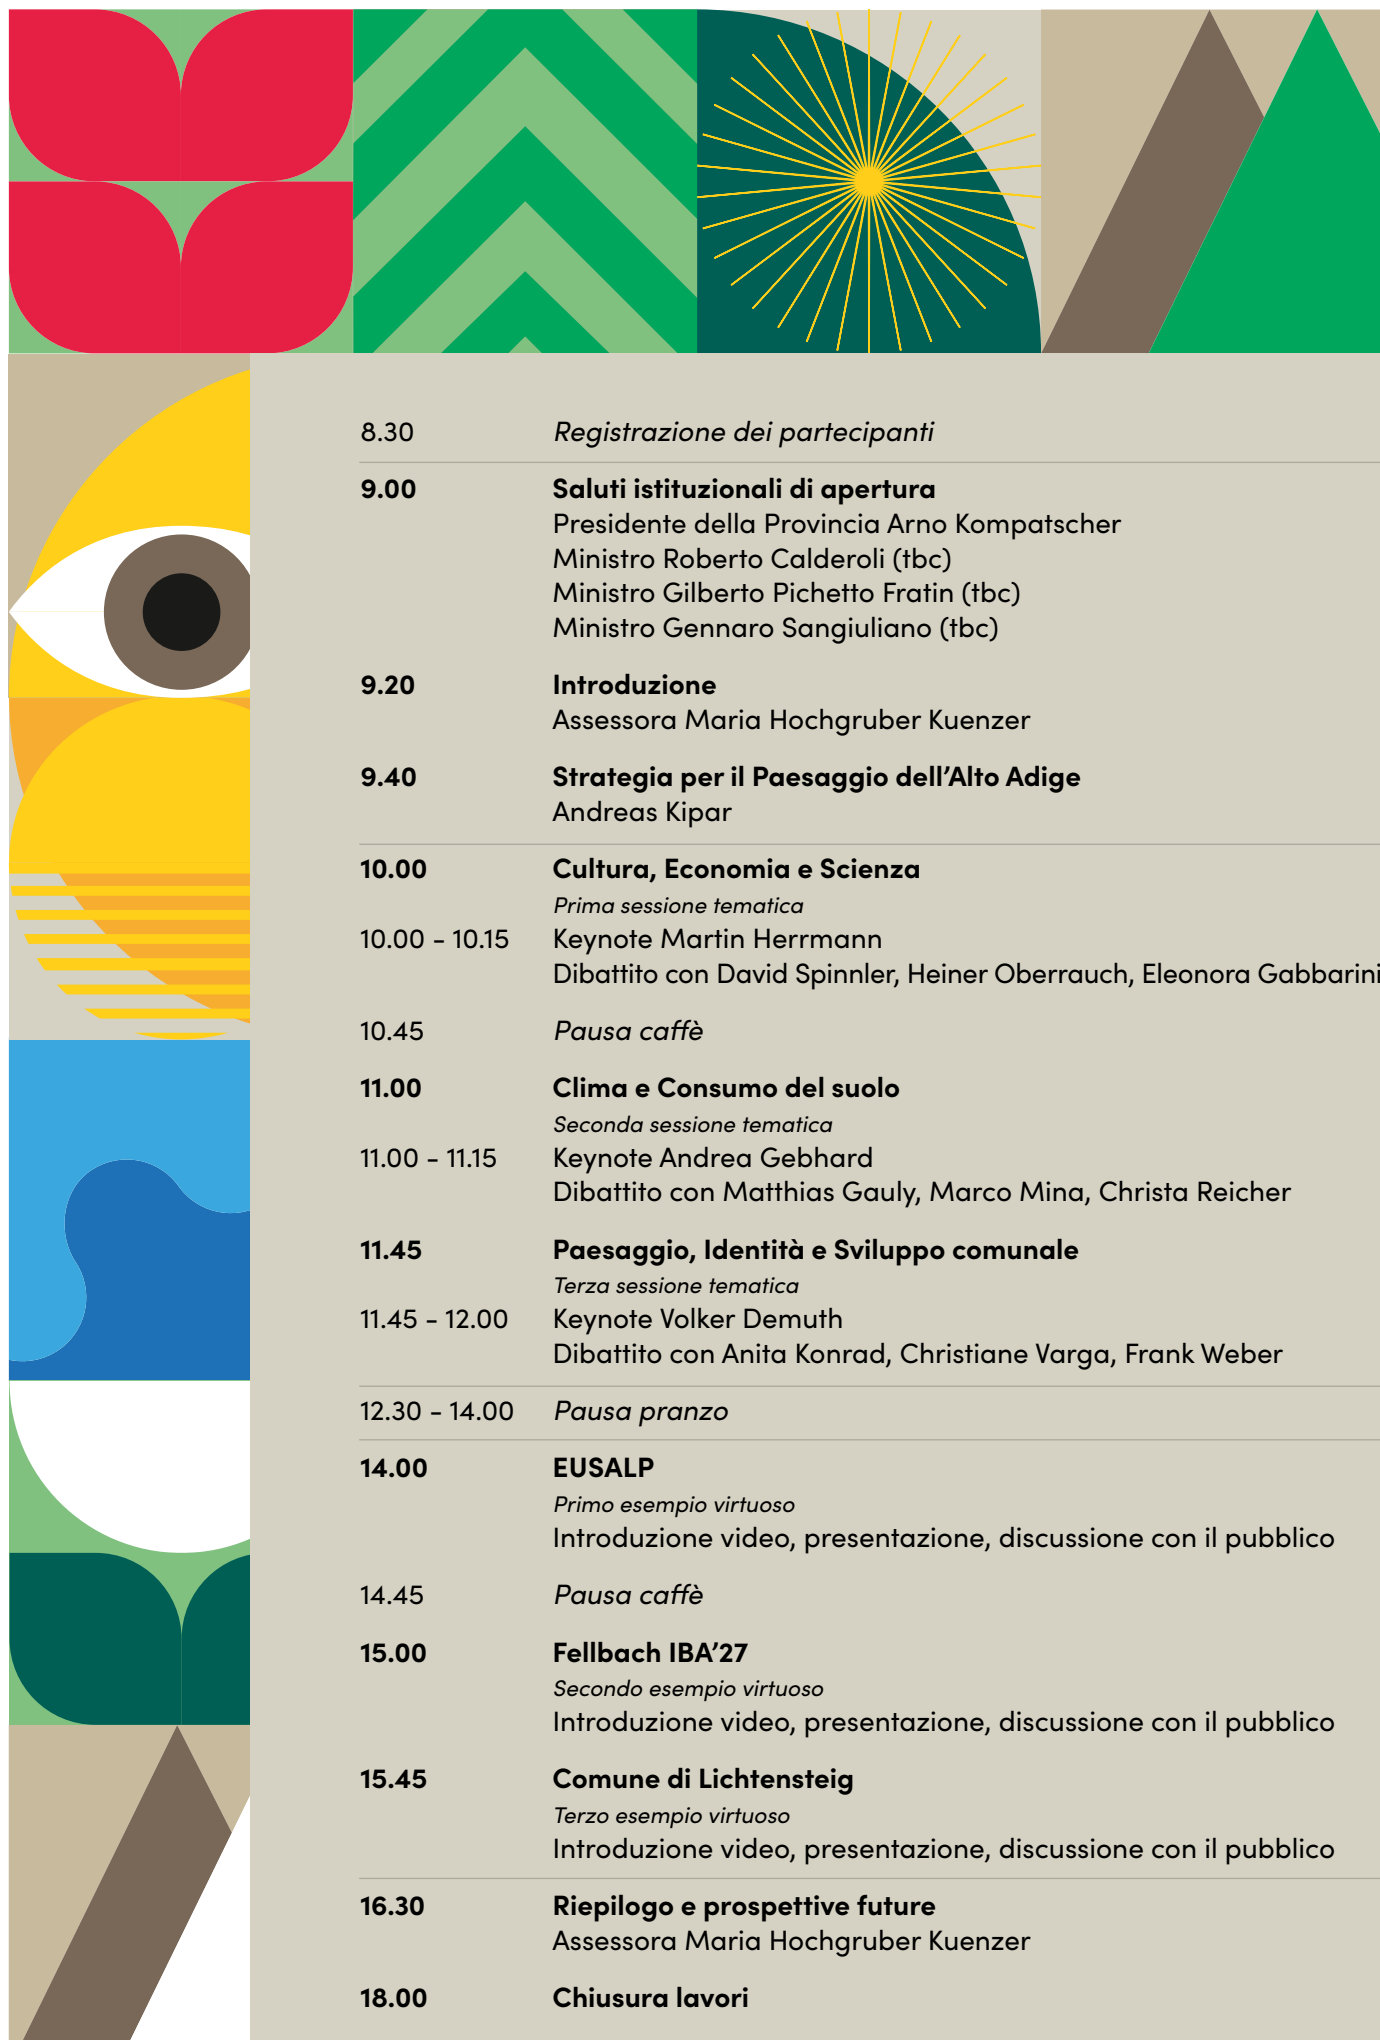 8.30 Registrazione dei partecipanti
9.00 Saluti istituzionali di apertura
Presidente della Provincia Arno Kompatscher
Ministro Roberto Calderoli (tbc)
Ministro Gilberto Pichetto Fratin (tbc)
Ministro Gennaro Sangiuliano (tbc)
9.20 Introduzione
Assessora Maria Hochgruber Kuenzer
9.40 Strategia per il Paesaggio dell’Alto Adige
Andreas Kipar
10.00 Cultura, Economia e Scienza
Prima sessione tematica
10.00 - 10.15 Keynote Martin Herrmann
Dibattito con David Spinnler, Heiner Oberrauch, Eleonora Gabbarini
10.45 Pausa caffè
11.00 Clima e Consumo del suolo
Seconda sessione tematica
11.00 - 11.15 Keynote Andrea Gebhard
Dibattito con Matthias Gauly, Marco Mina, Christa Reicher
11.45 Paesaggio, Identità e Sviluppo comunale
Terza sessione tematica
11.45 - 12.00 Keynote Volker Demuth
Dibattito con Anita Konrad, Christiane Varga, Frank Weber
12.30 - 14.00 Pausa pranzo
14.00 EUSALP
Primo esempio virtuoso
Introduzione video, presentazione, discussione con il pubblico
14.45 Pausa caffè
15.00 Fellbach IBA’27
Secondo esempio virtuoso
Introduzione video, presentazione, discussione con il pubblico
15.45 Comune di Lichtensteig
Terzo esempio virtuoso
Introduzione video, presentazione, discussione con il pubblico
16.30 Riepilogo e prospettive future
Assessora Maria Hochgruber Kuenzer
18.00 Chiusura lavori